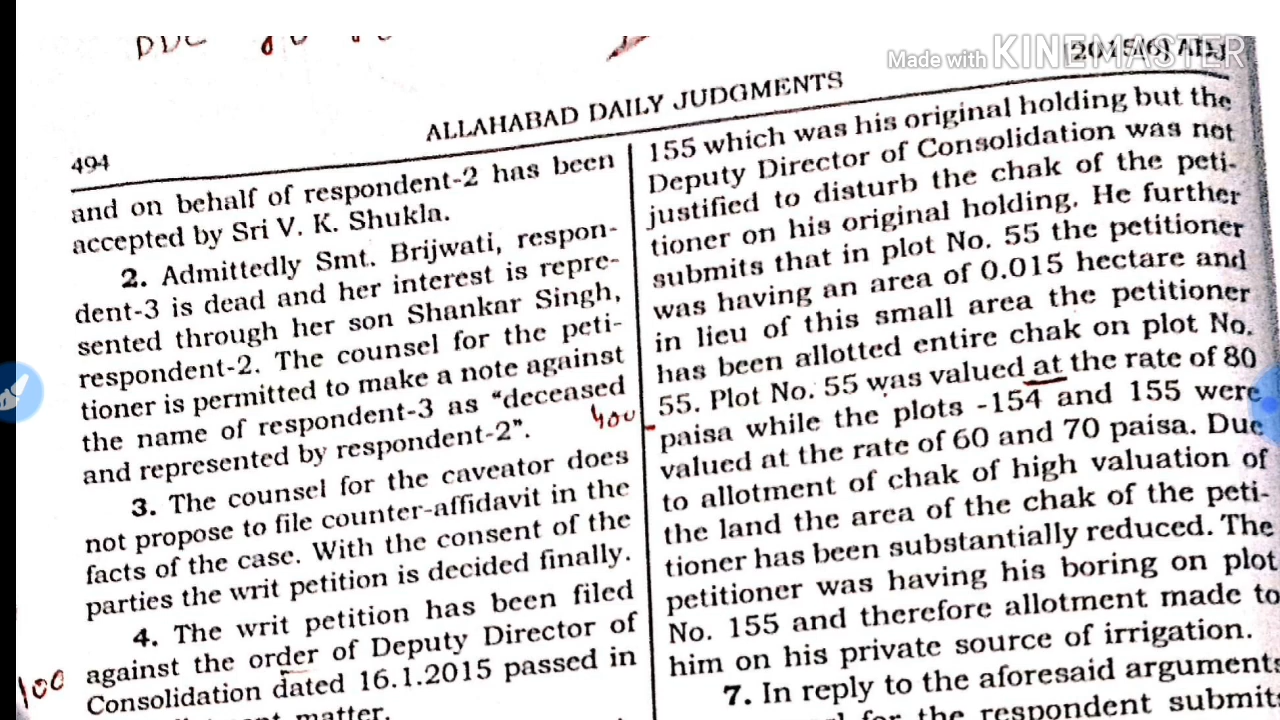 DDC
Made with KINEMASTER
2015(6) ADJ
494
ALLAHABAD DAILY JUDGMENTS
and on behalf of respondent-2 has been
accepted by Sri V. K. Shukla.
2. Admittedly Smt. Brijwati, respon-
dent-3 is dead and her interest is repre-
sented through her son Shankar Singh,
respondent-2. The counsel for the peti-
tioner is permitted to make a note against
the name of respondent-3 as “deceased
and represented by respondent-2”.
400
3. The counsel for the caveator does
not propose to file counter-affidavit in the
facts of the case. With the consent of the
parties the writ petition is decided finally.
4. The writ petition has been filed
against the order of Deputy Director of
100
Consolidation dated 16.1.2015 passed in
matter.
155 which was his original holding but the
Deputy Director of Consolidation was not
justified to disturb the chak of the peti-
tioner on his original holding. He further
submits that in plot No. 55 the petitioner
was having an area of 0.015 hectare and
in lieu of this small area the petitioner
has been allotted entire chak on plot No.
55. Plot No. 55 was valued at the rate of 80
paisa while the plots -154 and 155 were
valued at the rate of 60 and 70 paisa. Due
to allotment of chak of high valuation of
the land the area of the chak of the peti-
tioner has been substantially reduced. The
petitioner was having his boring on plot
No. 155 and therefore allotment made to
him on his private source of irrigation.
7. In reply to the aforesaid arguments
for the respondent submits